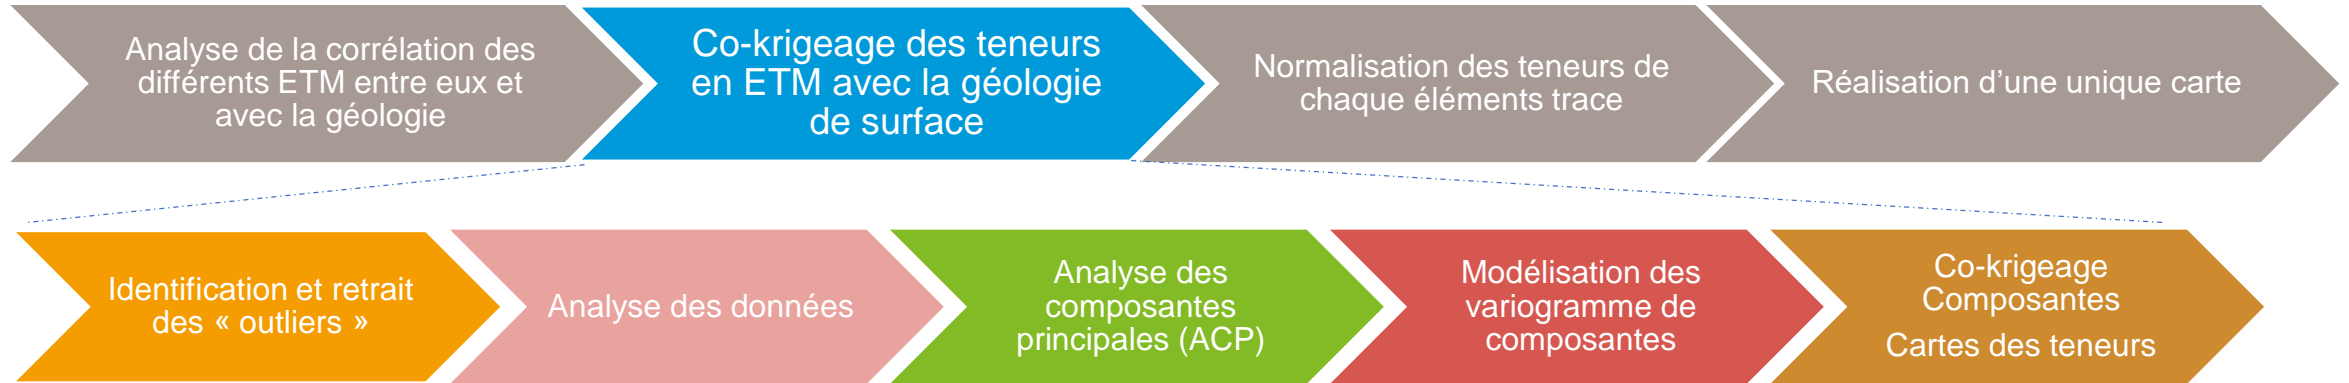 Analyse de la corrélation des
différents ETM entre eux et
avec la géologie
Co-krigeage des teneurs
en ETM avec la géologie
de surface
Normalisation des teneurs de
chaque éléments trace
Réalisation d’une unique carte
Identification et retrait
des « outliers »
Analyse des données
Analyse des
composantes
principales (ACP)
Modélisation des
variogramme de
composantes
Co-krigeage
Composantes
Cartes des teneurs